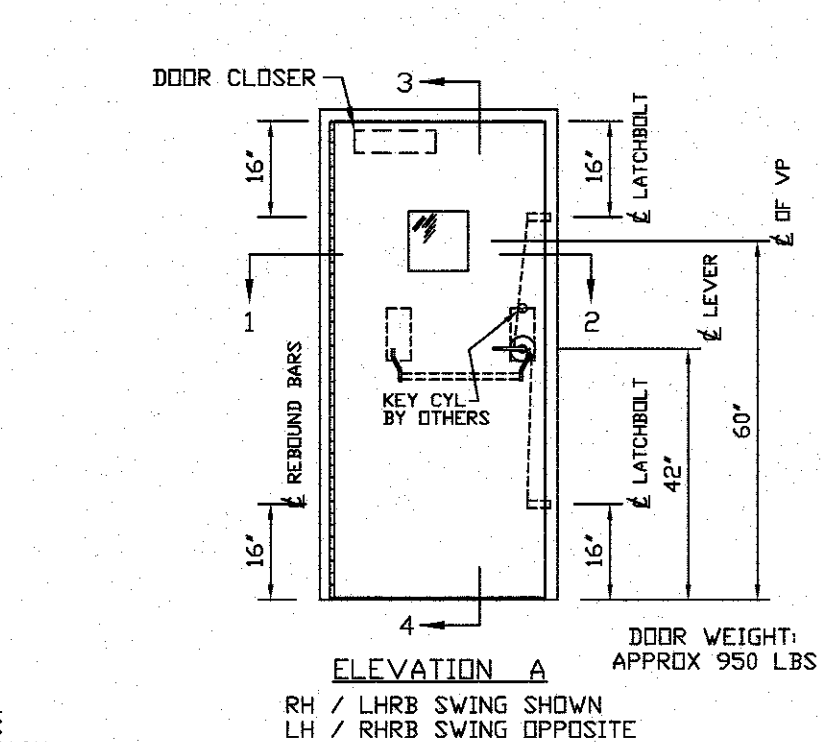 DOOR CLOSER
3
16"
16"
℄ LATCHBOLT
℄ OF VP
1
2
℄ LEVER
℄ REBOUND BARS
KEY CYL
BY OTHERS
℄ LATCHBOLT
42"
60"
16"
16"
4
DOOR WEIGHT:
APPROX 950 LBS
ELEVATION A
RH / LHRB SWING SHOWN
LH / RHRB SWING OPPOSITE